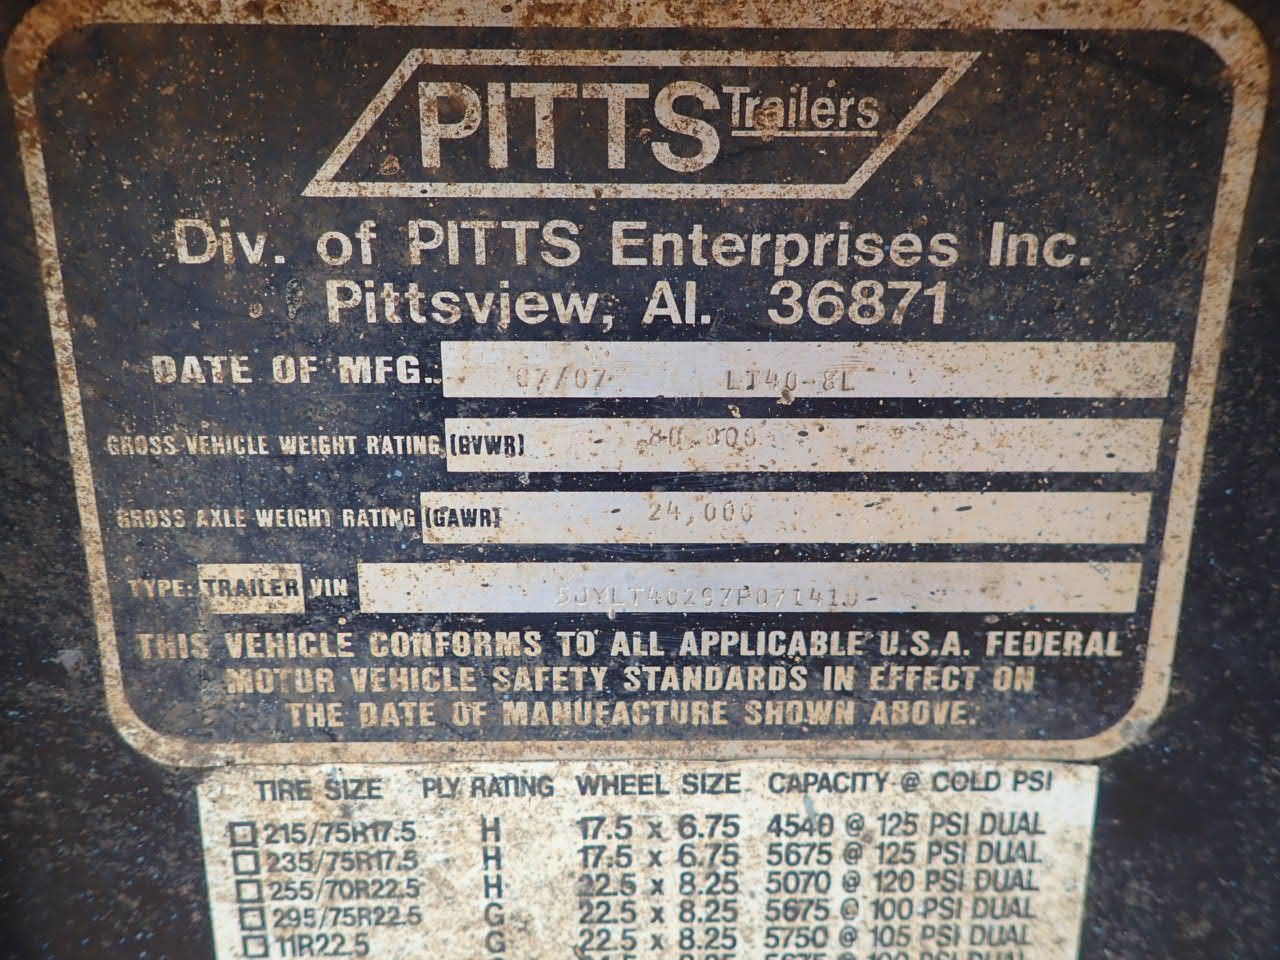 PITTS Trailers
Div. of PITTS Enterprises Inc.
Pittsview, Al. 36871
DATE OF MFG. 07/07 LT40-8L
GROSS VEHICLE WEIGHT RATING (GVWR) 80,000
GROSS AXLE WEIGHT RATING (GAWR) 24,000
TYPE: TRAILER VIN 5JYLT40297P071410
THIS VEHICLE CONFORMS TO ALL APPLICABLE U.S.A. FEDERAL
MOTOR VEHICLE SAFETY STANDARDS IN EFFECT ON
THE DATE OF MANUFACTURE SHOWN ABOVE.
TIRE SIZE PLY RATING WHEEL SIZE CAPACITY @ COLD PSI
215/75R17.5 H 17.5 x 6.75 4540 @ 125 PSI DUAL
235/75R17.5 H 17.5 x 6.75 5675 @ 125 PSI DUAL
255/70R22.5 H 22.5 x 8.25 5070 @ 120 PSI DUAL
295/75R22.5 G 22.5 x 8.25 5675 @ 100 PSI DUAL
11R22.5 G 22.5 x 8.25 5750 @ 105 PSI DUAL